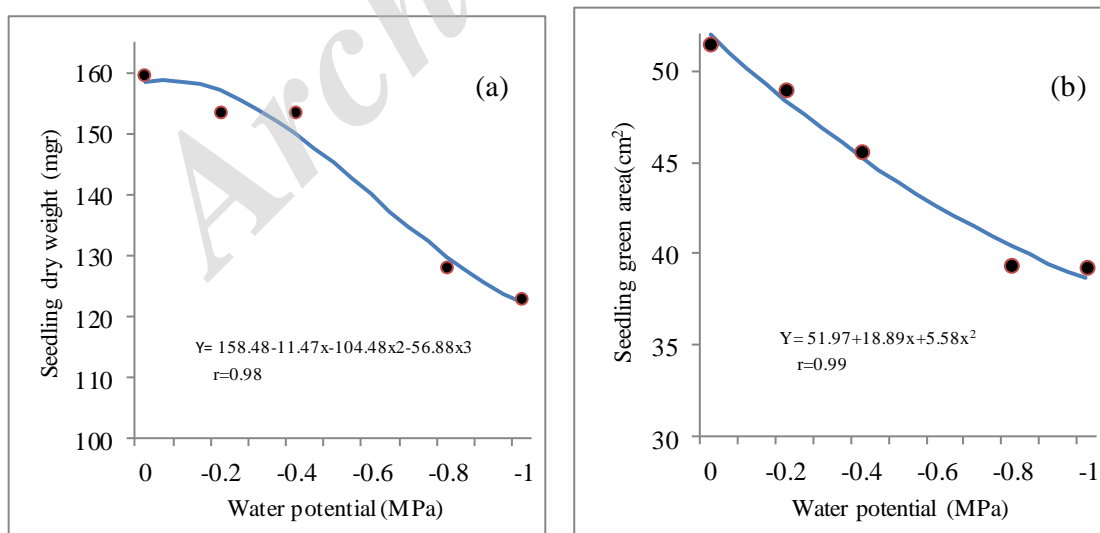 160
150
140
130
120
110
100
Seedling dry weight (mgr)
(a)
Y= 158.48-11.47x-104.48x2-56.88x3
r=0.98
0 -0.2 -0.4 -0.6 -0.8 -1
Water potential (MPa)
50
45
40
35
30
Seedling green area(cm²)
(b)
Y= 51.97+18.89x+5.58x²
r=0.99
0 -0.2 -0.4 -0.6 -0.8 -1
Water potential (MPa)
Arch